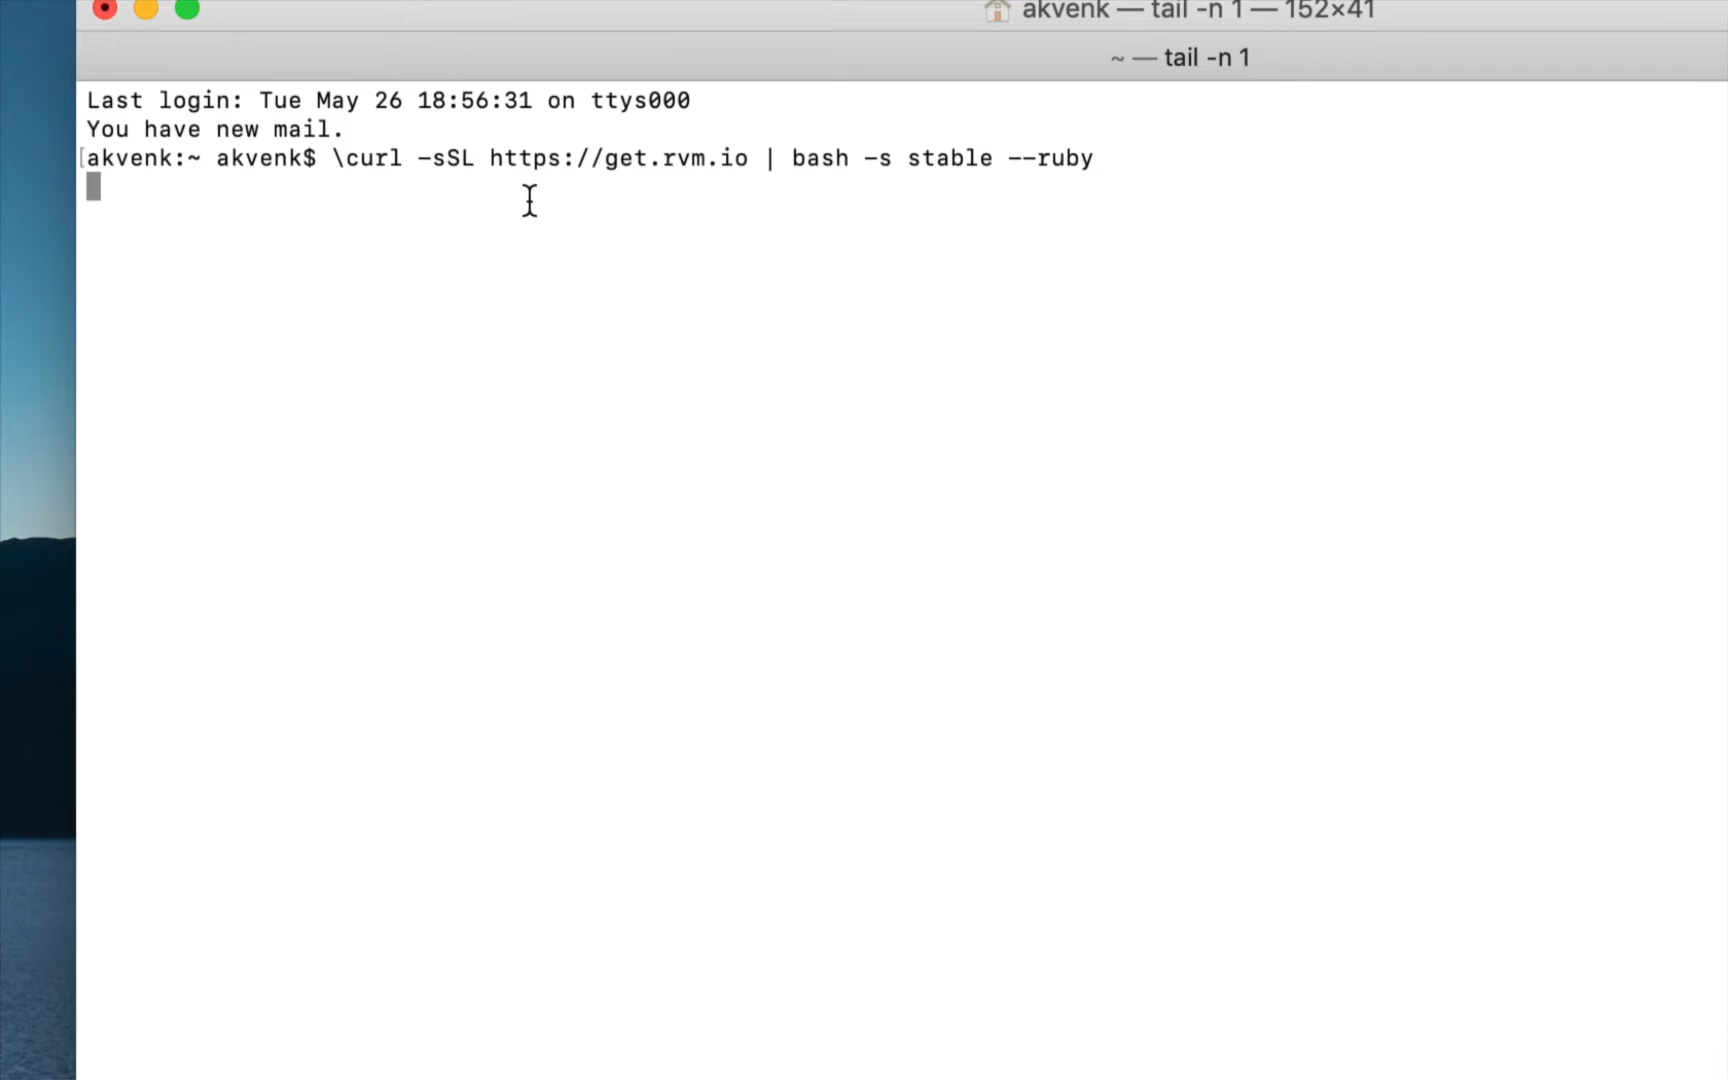 akvenk — tail -n 1 — 152×41
~ — tail -n 1
Last login: Tue May 26 18:56:31 on ttys000
You have new mail.
[akvenk:~ akvenk$ \curl -sSL https://get.rvm.io | bash -s stable --ruby